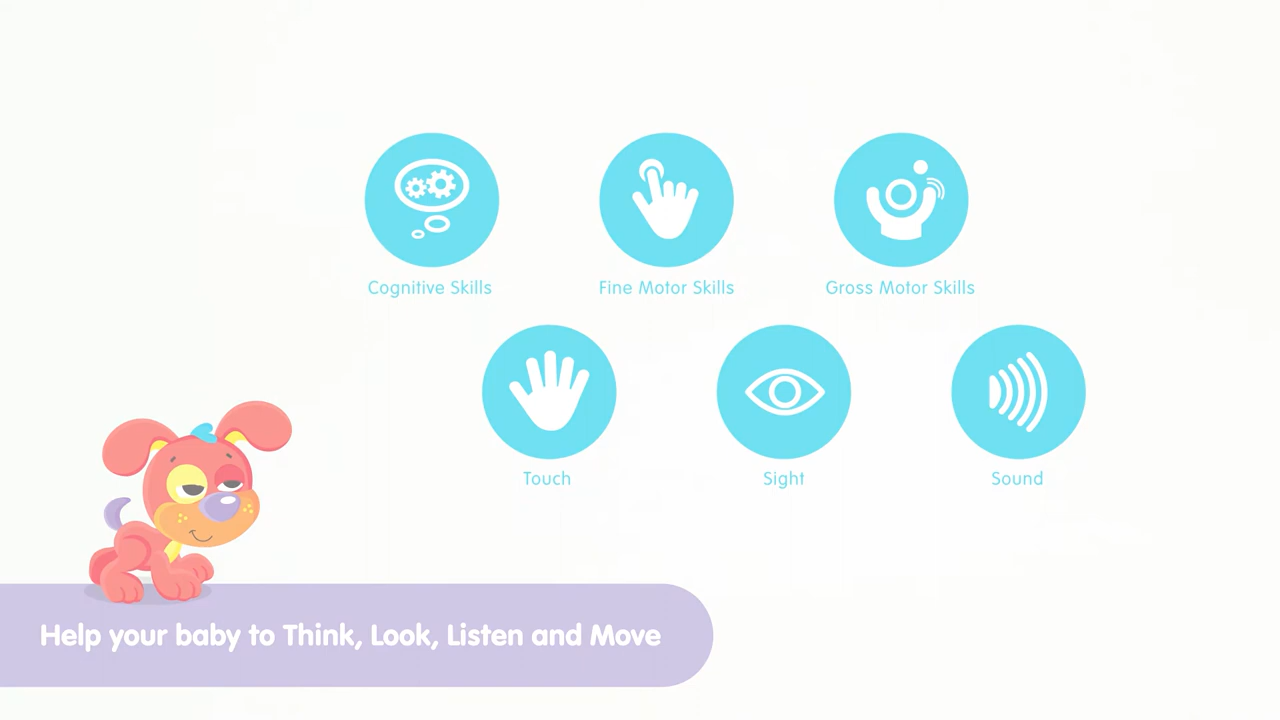 Cognitive Skills
Fine Motor Skills
Gross Motor Skills
Touch
Sight
Sound
Help your baby to Think, Look, Listen and Move